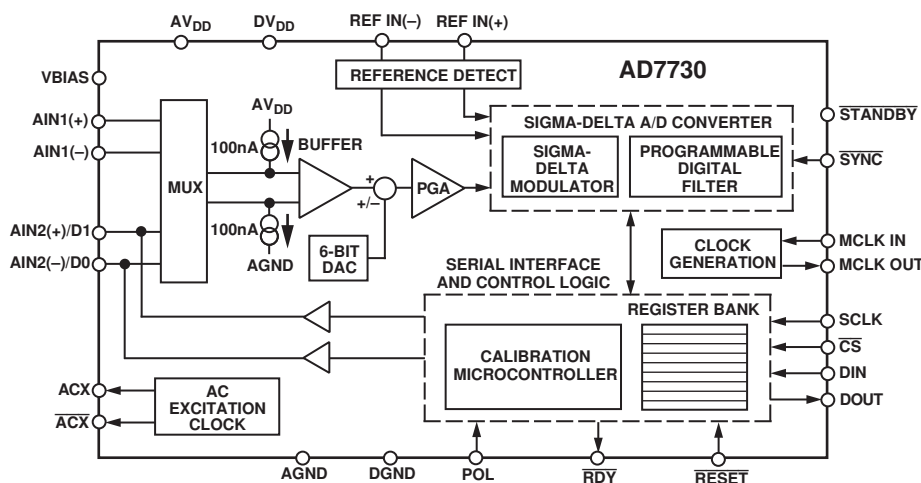 AVDD
DVDD
REF IN(–)
REF IN(+)
AD7730
VBIAS
REFERENCE DETECT
AIN1(+)
AIN1(–)
AVDD
100nA
BUFFER
MUX
SIGMA-DELTA A/D CONVERTER
SIGMA-
DELTA
MODULATOR
PROGRAMMABLE
DIGITAL
FILTER
STANDBY
SYNC
+
+/–
PGA
AIN2(+)/D1
AIN2(–)/D0
100nA
AGND
6-BIT
DAC
SERIAL INTERFACE
AND CONTROL LOGIC
CLOCK
GENERATION
MCLK IN
MCLK OUT
REGISTER BANK
CALIBRATION
MICROCONTROLLER
SCLK
CS
DIN
DOUT
ACX
ACX
AC
EXCITATION
CLOCK
AGND
DGND
POL
RDY
RESET